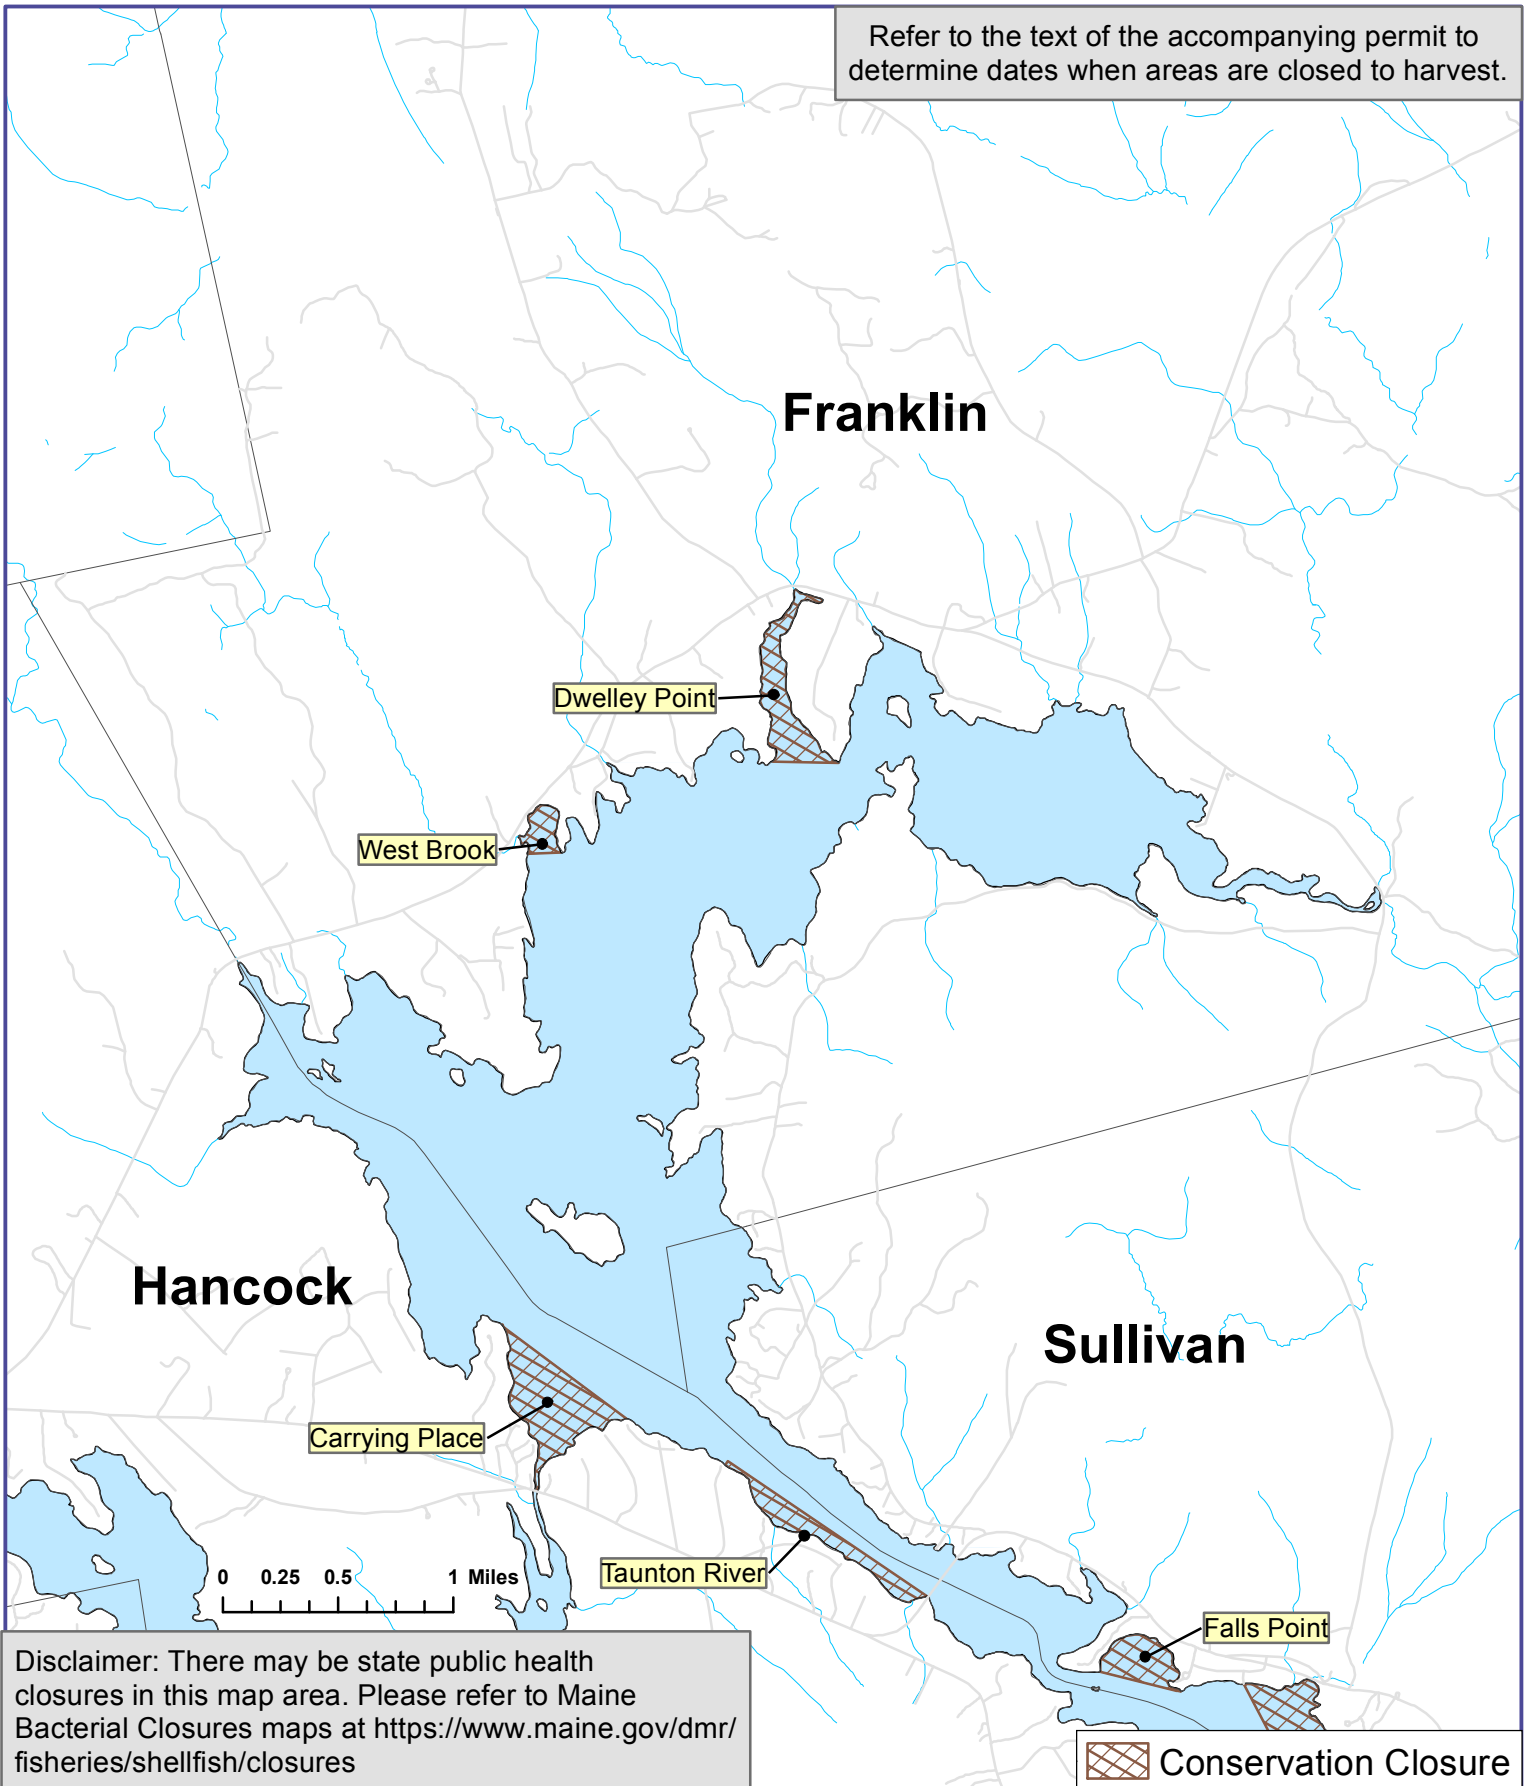 Refer to the text of the accompanying permit to
determine dates when areas are closed to harvest.
Franklin
Dwelley Point
West Brook
Hancock
Sullivan
Carrying Place
Taunton River
0 0.25 0.5 1 Miles
Falls Point
Disclaimer: There may be state public health
closures in this map area. Please refer to Maine
Bacterial Closures maps at https://www.maine.gov/dmr/
fisheries/shellfish/closures
Conservation Closure